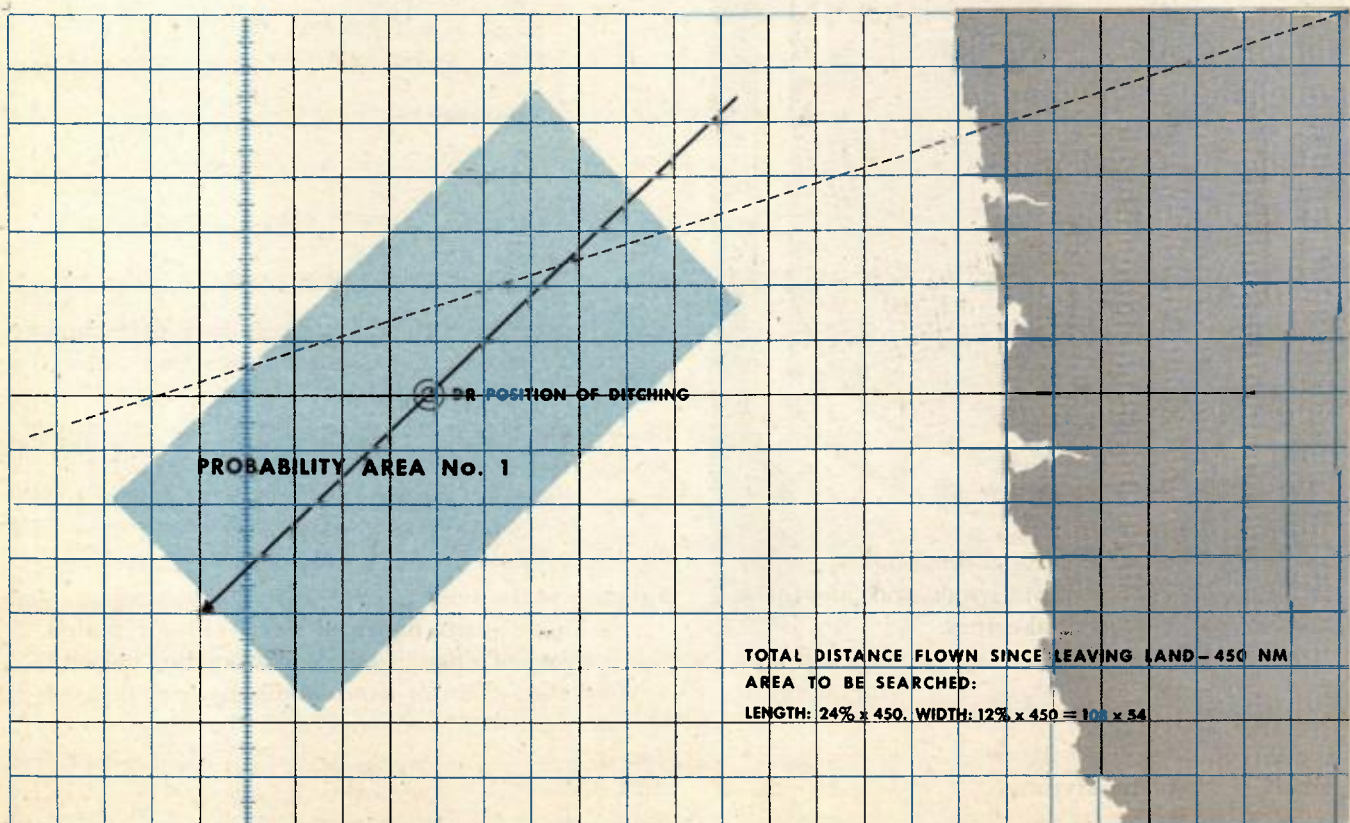 DR POSITION OF DITCHING
PROBABILITY AREA No. 1
TOTAL DISTANCE FLOWN SINCE LEAVING LAND–450 NM
AREA TO BE SEARCHED:
LENGTH: 24% x 450. WIDTH: 12% x 450 = 108 x 54